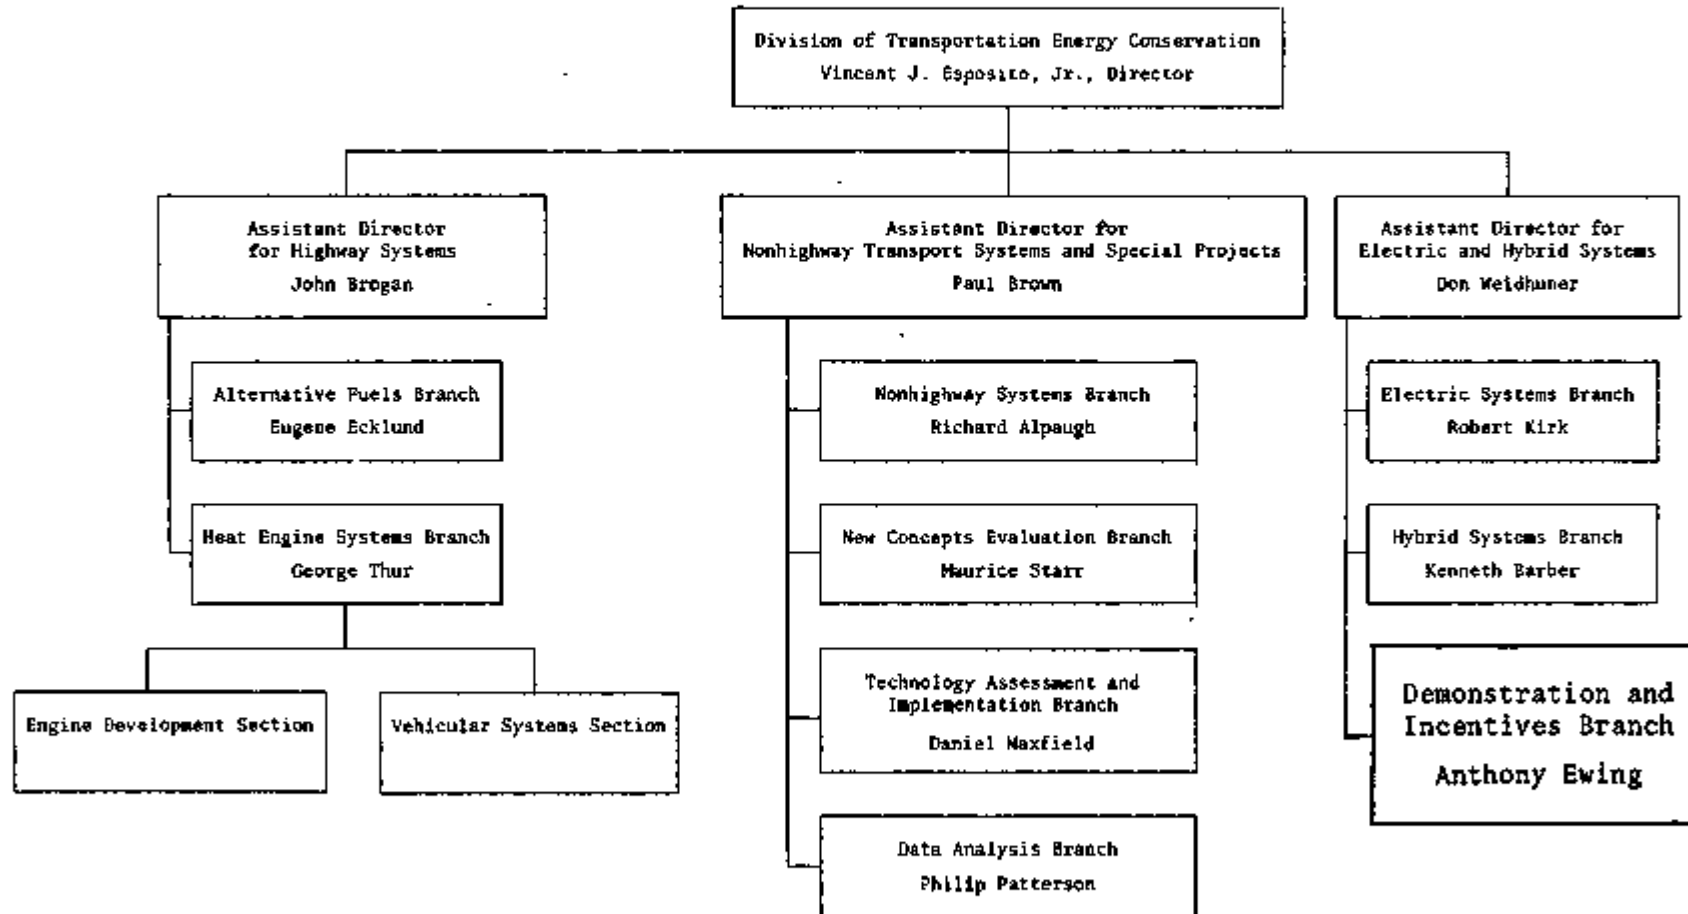 Division of Transportation Energy Conservation
Vincent J. Esposito, Jr., Director
Assistant Director
for Highway Systems
John Brogan
Assistant Director for
Nonhighway Transport Systems and Special Projects
Paul Brown
Assistant Director for
Electric and Hybrid Systems
Don Weidhuner
Alternative Fuels Branch
Eugene Ecklund
Nonhighway Systems Branch
Richard Alpaugh
Electric Systems Branch
Robert Kirk
Heat Engine Systems Branch
George Thur
New Concepts Evaluation Branch
Maurice Starr
Hybrid Systems Branch
Kenneth Barber
Engine Development Section
Vehicular Systems Section
Technology Assessment and
Implementation Branch
Daniel Maxfield
Demonstration and
Incentives Branch
Anthony Ewing
Data Analysis Branch
Philip Patterson